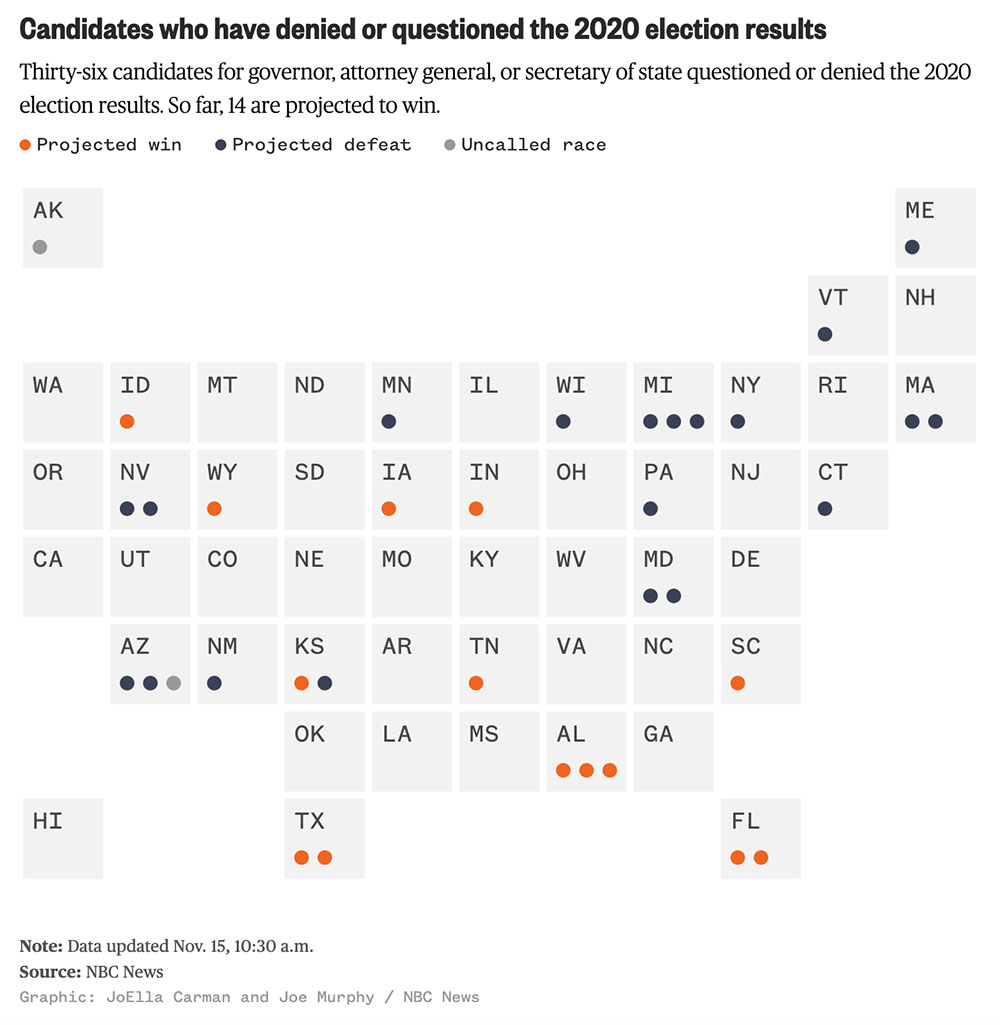 Candidates who have denied or questioned the 2020 election results
Thirty-six candidates for governor, attorney general, or secretary of state questioned or denied the 2020
election results. So far, 14 are projected to win.
Projected win Projected defeat Uncalled race
AK ME
VT NH
WA ID MT ND MN IL WI MI NY RI MA
OR NV WY SD IA IN OH PA NJ CT
CA UT CO NE MO KY WV MD DE
AZ NM KS AR TN VA NC SC
OK LA MS AL GA
HI TX FL
Note: Data updated Nov. 15, 10:30 a.m.
Source: NBC News
Graphic: JoElla Carman and Joe Murphy / NBC News